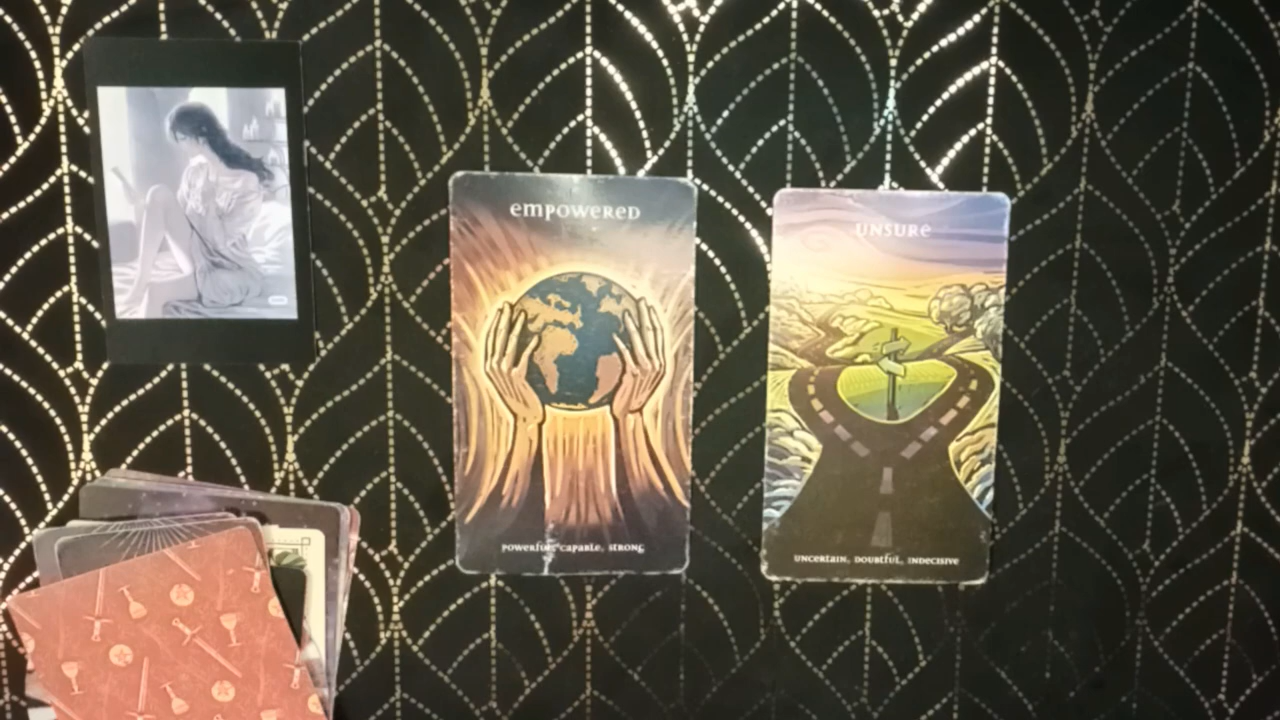 EMPOWERED
UNSURE
POWERFUL, CAPABLE, STRONG
UNCERTAIN, DOUBTFUL, INDECISIVE